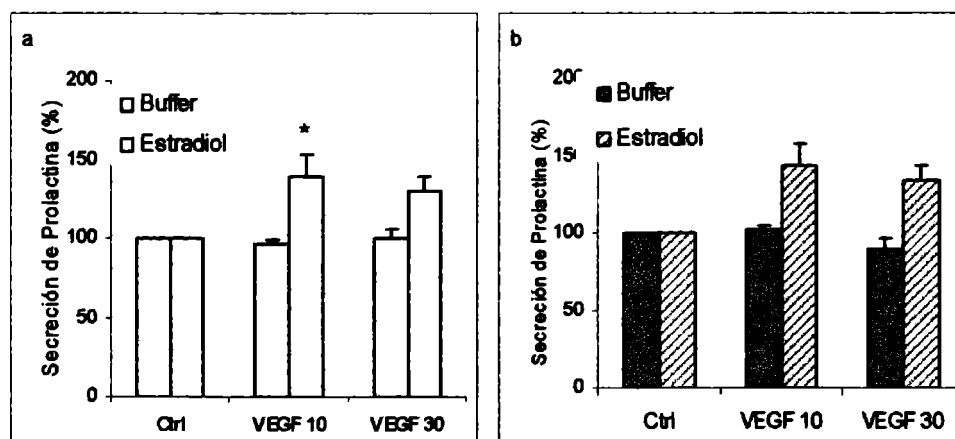 a
200
150
100
50
0
Secreción de Prolactina (%)
Buffer
Estradiol
*
Ctrl VEGF 10 VEGF 30
b
100
50
0
Secreción de Prolactina (%)
Buffer
Estradiol
Ctrl VEGF 10 VEGF 30